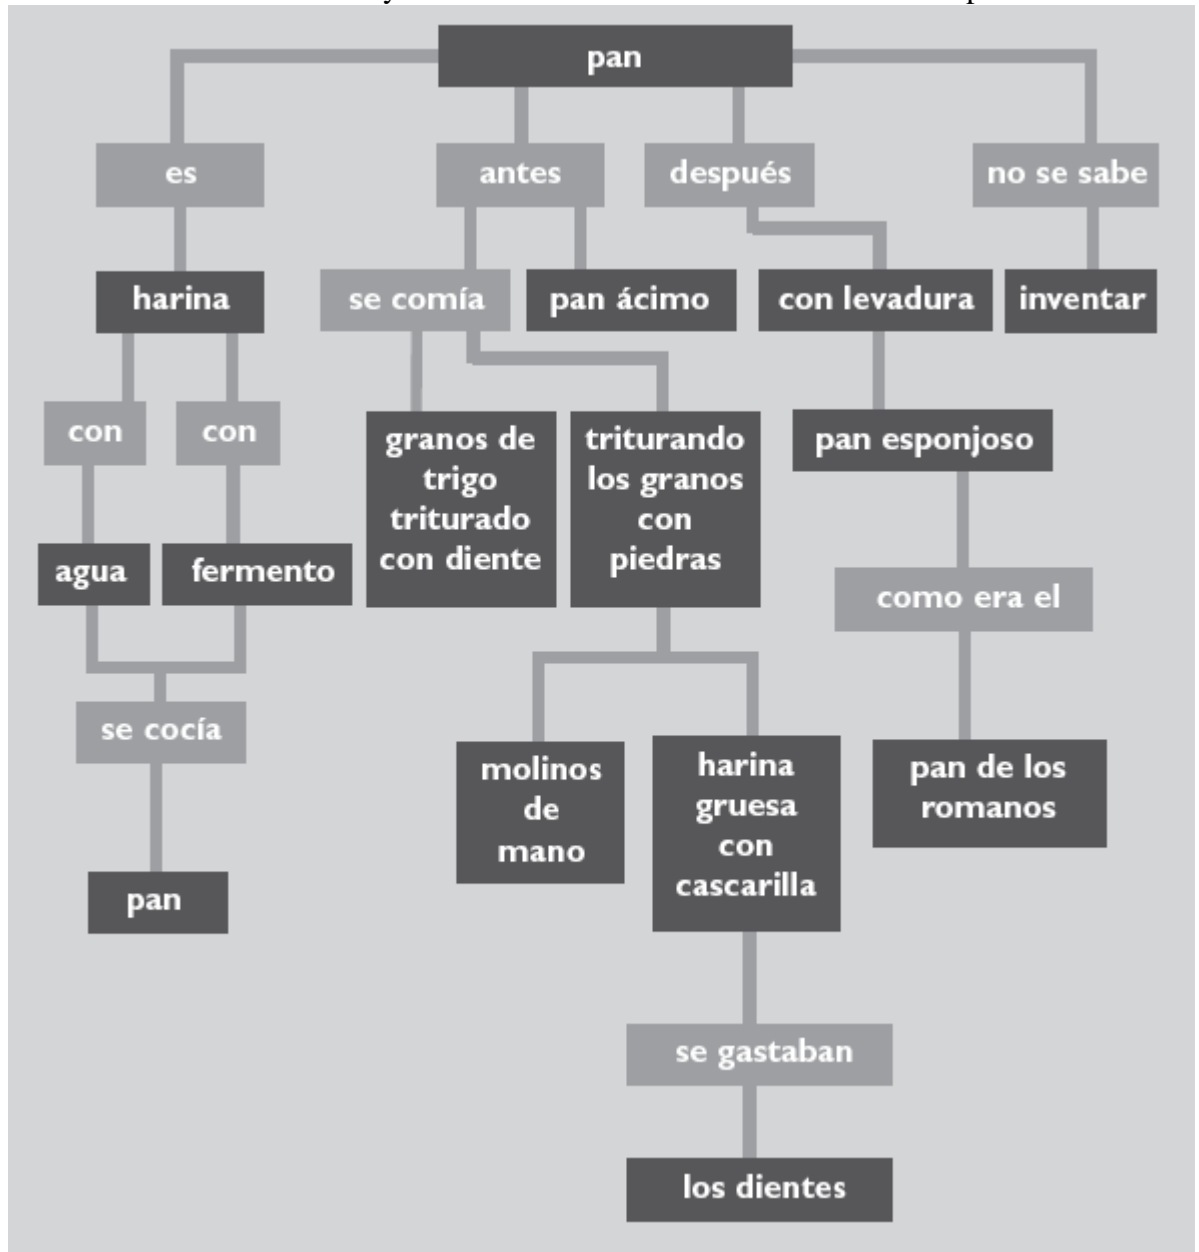 pan
es
antes
después
no se sabe
harina
se comía
pan ácimo
con levadura
inventar
con
con
granos de
trigo
triturado
con diente
triturando
los granos
con
piedras
pan esponjoso
agua
fermento
como era el
se cocía
molinos
de
mano
harina
gruesa
con
cascarilla
pan de los
romanos
pan
se gastaban
los dientes